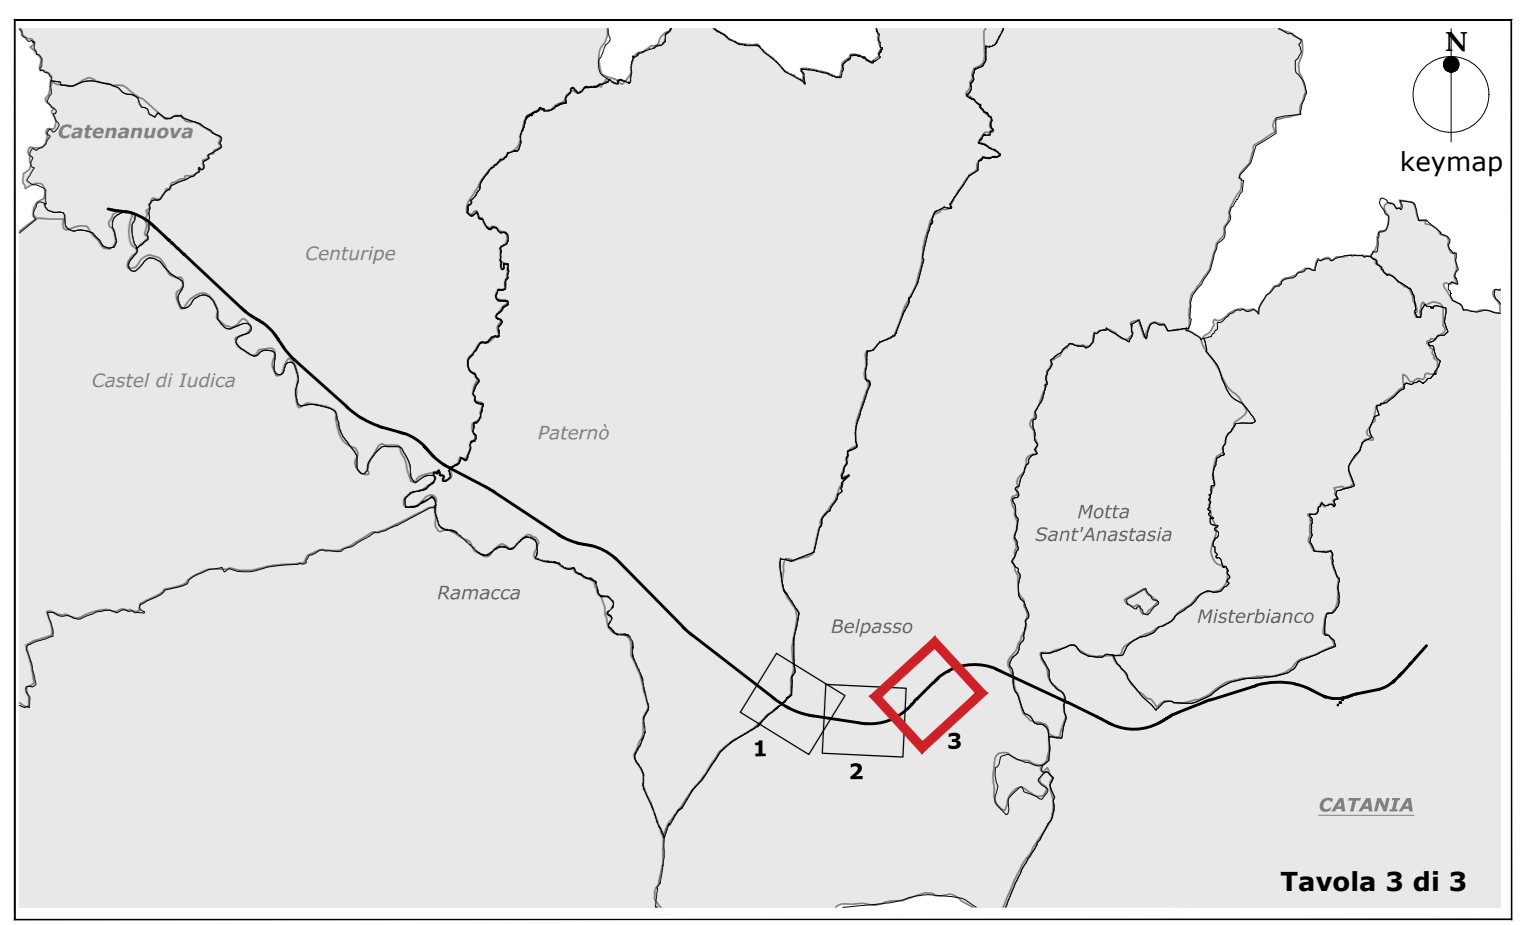 N
keymap
Catenanuova
Centuripe
Castel di Iudica
Paternò
Motta
Sant'Anastasia
Ramacca
Misterbianco
Belpasso
1
2
3
CATANIA
Tavola 3 di 3